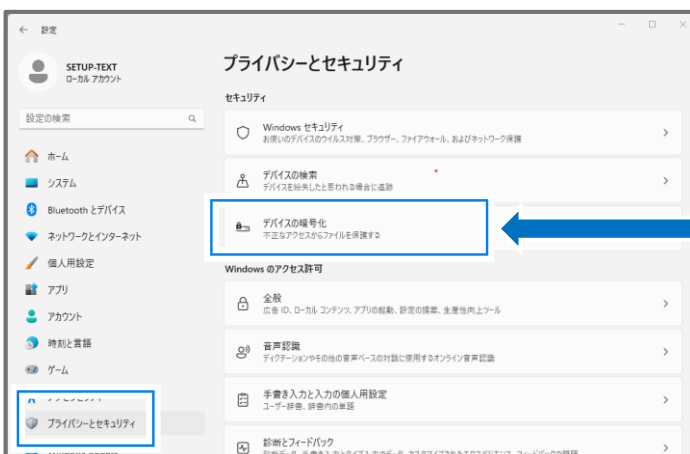 設定
SETUP-TEXT
ローカル アカウント
設定の検索
ホーム
システム
Bluetooth とデバイス
ネットワークとインターネット
個人用設定
アプリ
アカウント
時刻と言語
ゲーム
プライバシーとセキュリティ
プライバシーとセキュリティ
セキュリティ
Windows セキュリティ
お使いのデバイスのウイルス対策、ブラウザー、ファイアウォール、およびネットワーク保護
デバイスの検索
デバイスを紛失したと思われる場合に追跡
デバイスの暗号化
不正なアクセスからファイルを保護する
Windows のアクセス許可
全般
広告 ID、ローカル コンテンツ、アプリの起動、設定の提案、生産性向上ツール
音声認識
ディクテーションやその他の音声ベースの対話に使用するオンライン音声認識
手書き入力と入力の個人用設定
ユーザー辞書、辞書内の単語
診断とフィードバック